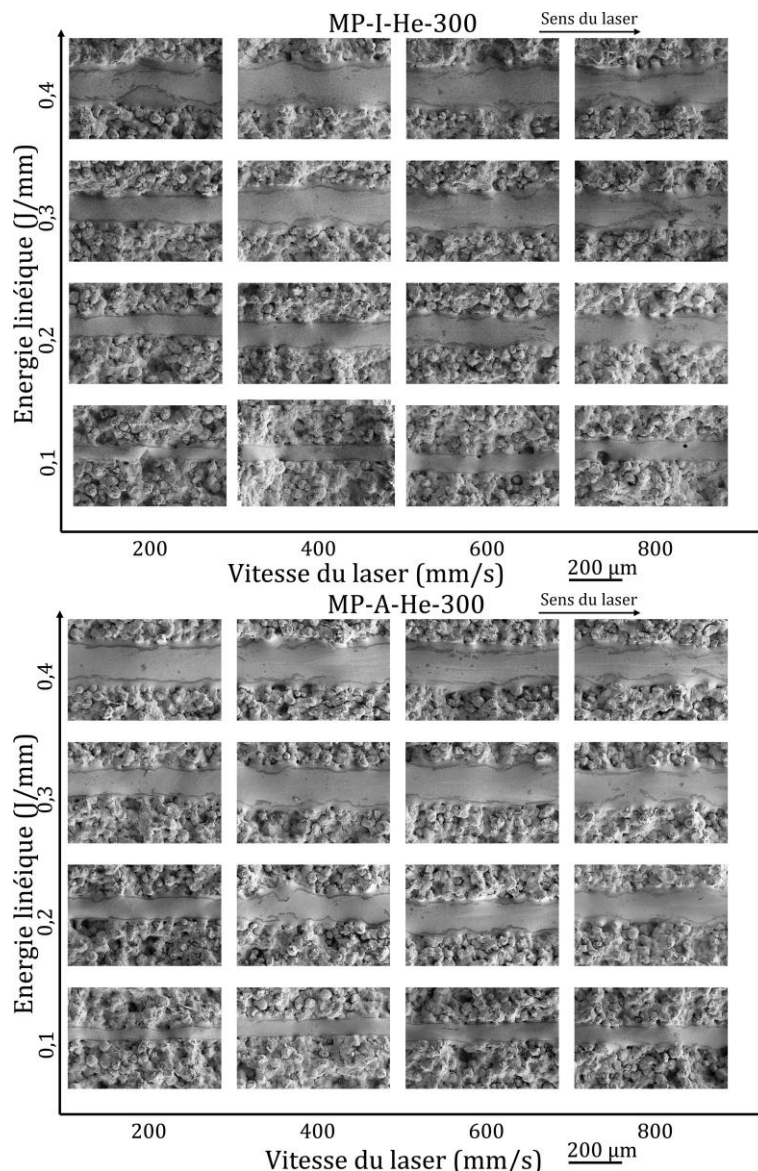 MP-I-He-300
Sens du laser
Energie linéique (J/mm)
0,4
0,3
0,2
0,1
200
400
600
800
Vitesse du laser (mm/s)
200 µm
MP-A-He-300
Sens du laser
Energie linéique (J/mm)
0,4
0,3
0,2
0,1
200
400
600
800
Vitesse du laser (mm/s)
200 µm